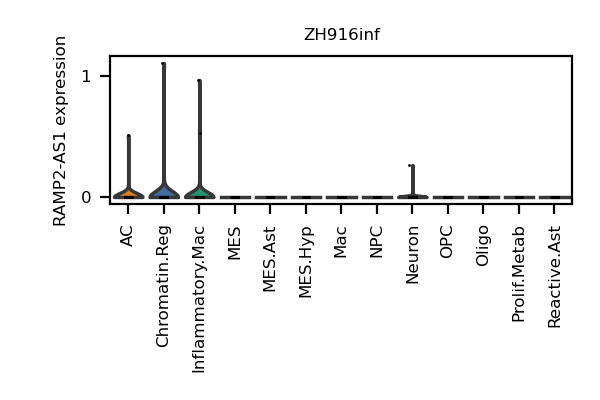 ZH916inf
RAMP2-AS1 expression
1
0
AC
Chromatin.Reg
Inflammatory.Mac
MES
MES.Ast
MES.Hyp
Mac
NPC
Neuron
OPC
Oligo
Prolif.Metab
Reactive.Ast